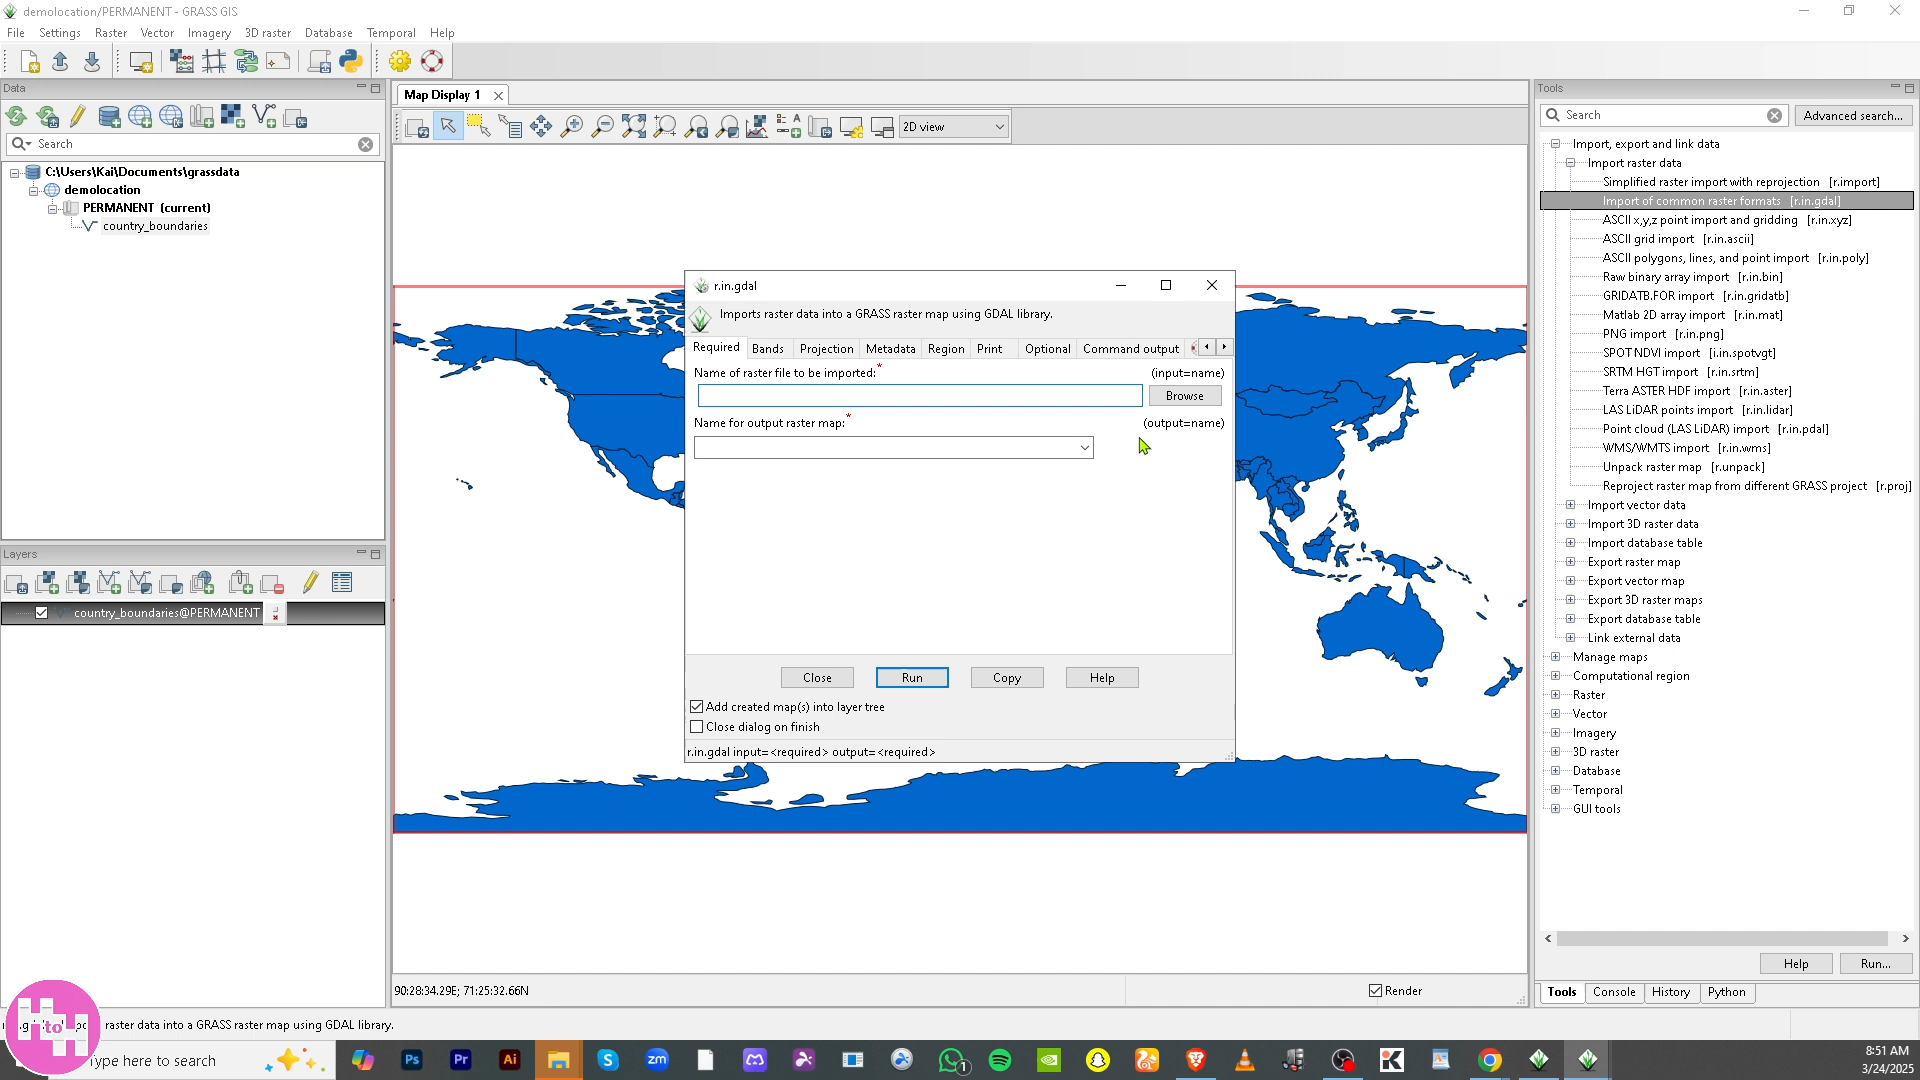 demolocation/PERMANENT - GRASS GIS
File Settings Raster Vector Imagery 3D raster Database Temporal Help
Data
Search
C:\Users\Kai\Documents\grassdata
demolocation
PERMANENT (current)
country_boundaries
Layers
country_boundaries@PERMANENT
Map Display 1
2D view
r.in.gdal
Imports raster data into a GRASS raster map using GDAL library.
Required Bands Projection Metadata Region Print Optional Command output
Name of raster file to be imported:* (input=name)
Browse
Name for output raster map:* (output=name)
Close Run Copy Help
Add created map(s) into layer tree
Close dialog on finish
r.in.gdal input=<required> output=<required>
90:28:34.29E; 71:25:32.66N
Render
Tools
Search
Advanced search...
Import, export and link data
Import raster data
Simplified raster import with reprojection [r.import]
Import of common raster formats [r.in.gdal]
ASCII x,y,z point import and gridding [r.in.xyz]
ASCII grid import [r.in.ascii]
ASCII polygons, lines, and point import [r.in.poly]
Raw binary array import [r.in.bin]
GRIDATB.FOR import [r.in.gridatb]
Matlab 2D array import [r.in.mat]
PNG import [r.in.png]
SPOT NDVI import [i.in.spotvgt]
SRTM HGT import [r.in.srtm]
Terra ASTER HDF import [r.in.aster]
LAS LiDAR points import [r.in.lidar]
Point cloud (LAS LiDAR) import [r.in.pdal]
WMS/WMTS import [r.in.wms]
Unpack raster map [r.unpack]
Reproject raster map from different GRASS project [r.proj]
Import vector data
Import 3D raster data
Import database table
Export raster map
Export vector map
Export 3D raster maps
Export database table
Link external data
Manage maps
Computational region
Raster
Vector
Imagery
3D raster
Database
Temporal
GUI tools
Help Run...
Tools Console History Python
raster data into a GRASS raster map using GDAL library.
H to H
Type here to search
Ps Pr Ai S zm 1 K
8:51 AM
3/24/2025